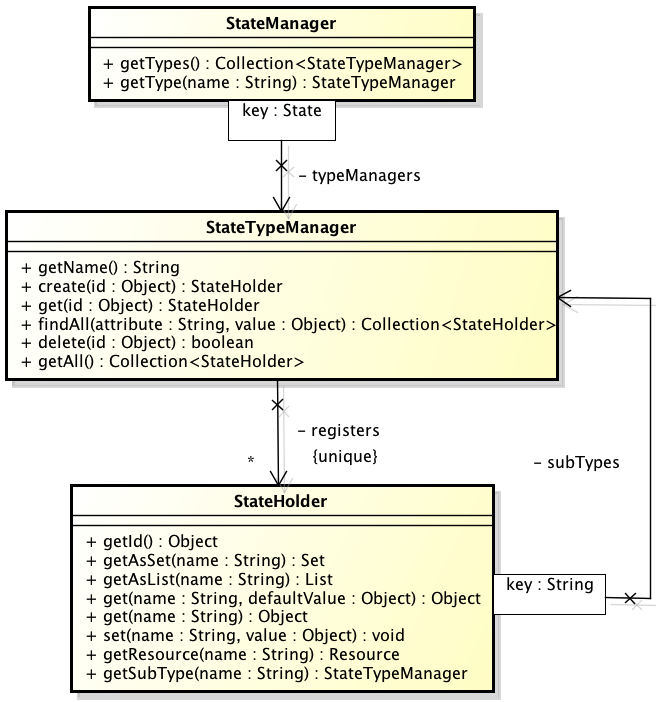 StateManager
+ getTypes() : Collection<StateTypeManager>
+ getType(name : String) : StateTypeManager
key : State
- typeManagers
StateTypeManager
+ getName() : String
+ create(id : Object) : StateHolder
+ get(id : Object) : StateHolder
+ findAll(attribute : String, value : Object) : Collection<StateHolder>
+ delete(id : Object) : boolean
+ getAll() : Collection<StateHolder>
- registers
{unique}
*
- subTypes
StateHolder
+ getId() : Object
+ getAsSet(name : String) : Set
+ getAsList(name : String) : List
+ get(name : String, defaultValue : Object) : Object
+ get(name : String) : Object
+ set(name : String, value : Object) : void
+ getResource(name : String) : Resource
+ getSubType(name : String) : StateTypeManager
key : String